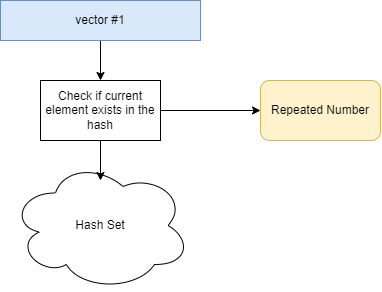 vector #1
Check if current
element exists in the
hash
Repeated Number
Hash Set